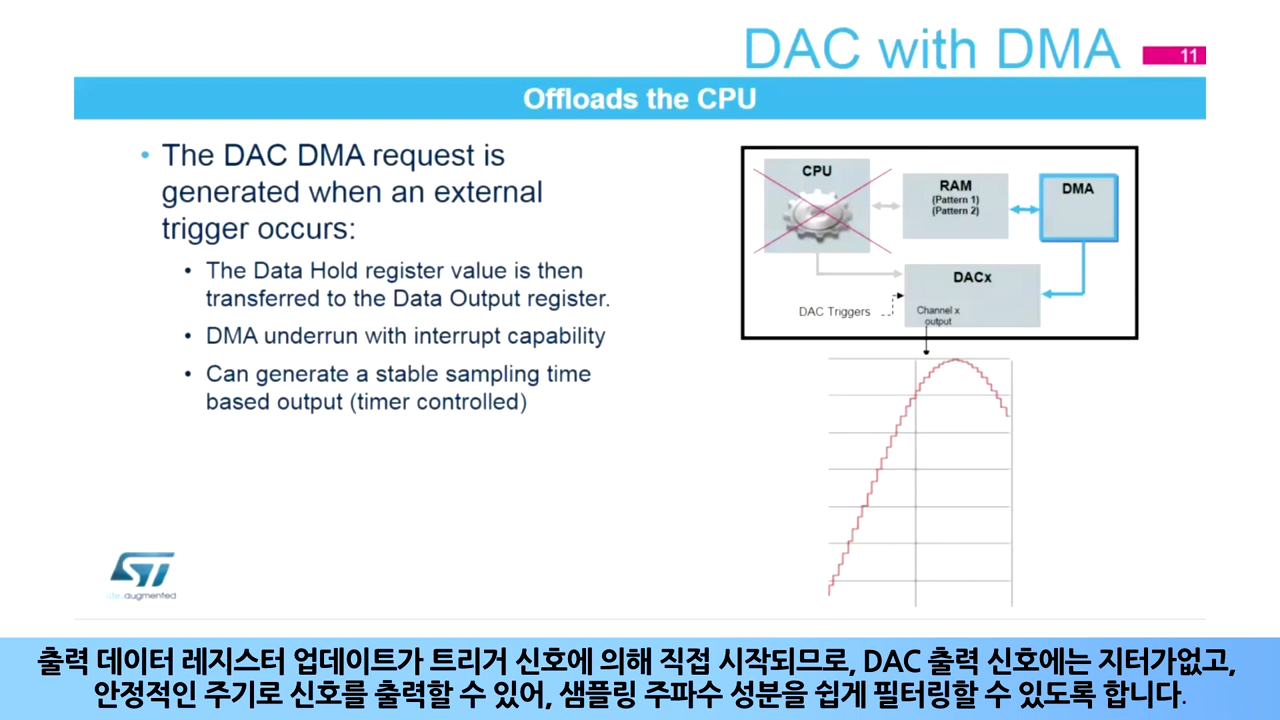 DAC with DMA
11
Offloads the CPU
• The DAC DMA request is
generated when an external
trigger occurs:
• The Data Hold register value is then
transferred to the Data Output register.
• DMA underrun with interrupt capability
• Can generate a stable sampling time
based output (timer controlled)
CPU
RAM
(Pattern 1)
(Pattern 2)
DMA
DACx
DAC Triggers
Channel x
output
ST
life.augmented
출력 데이터 레지스터 업데이트가 트리거 신호에 의해 직접 시작되므로, DAC 출력 신호에는 지터가없고,
안정적인 주기로 신호를 출력할 수 있어, 샘플링 주파수 성분을 쉽게 필터링할 수 있도록 합니다.